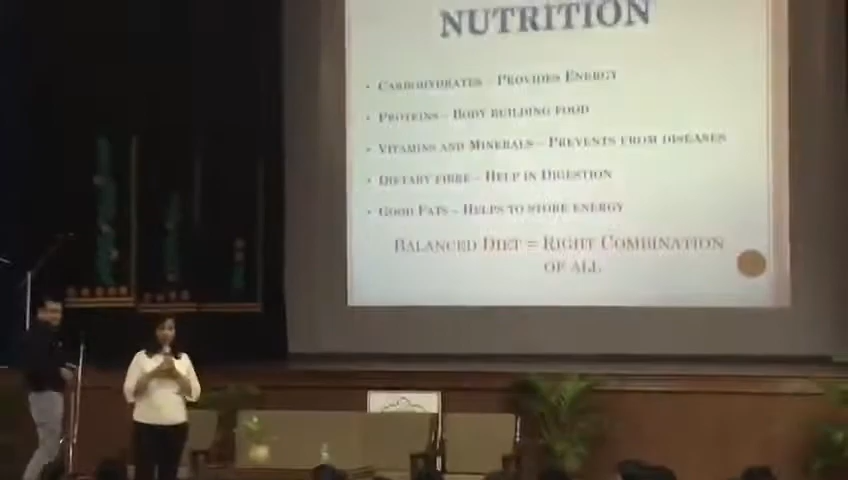 NUTRITION
• CARBOHYDRATES – PROVIDES ENERGY
• PROTEINS – BODY BUILDING FOOD
• VITAMINS AND MINERALS – PREVENTS FROM DISEASES
• DIETARY FIBRE – HELP IN DIGESTION
• GOOD FATS – HELPS TO STORE ENERGY
BALANCED DIET = RIGHT COMBINATION
OF ALL